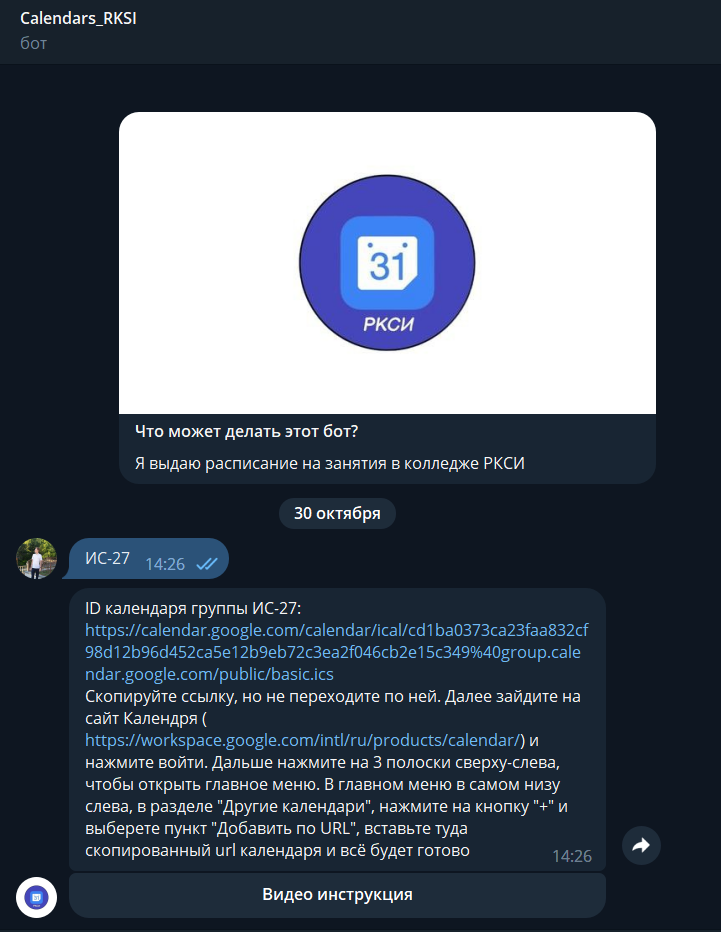 Calendars_RKSI
бот
31
РКСИ
Что может делать этот бот?
Я выдаю расписание на занятия в колледже РКСИ
30 октября
ИС-27 14:26
ID календаря группы ИС-27:
https://calendar.google.com/calendar/ical/cd1ba0373ca23faa832cf
98d12b96d452ca5e12b9eb72c3ea2f046cb2e15c349%40group.cale
ndar.google.com/public/basic.ics
Скопируйте ссылку, но не переходите по ней. Далее зайдите на
сайт Календря (
https://workspace.google.com/intl/ru/products/calendar/) и
нажмите войти. Дальше нажмите на 3 полоски сверху-слева,
чтобы открыть главное меню. В главном меню в самом низу
слева, в разделе "Другие календари", нажмите на кнопку "+" и
выберете пункт "Добавить по URL", вставьте туда
скопированный url календаря и всё будет готово
14:26
Видео инструкция